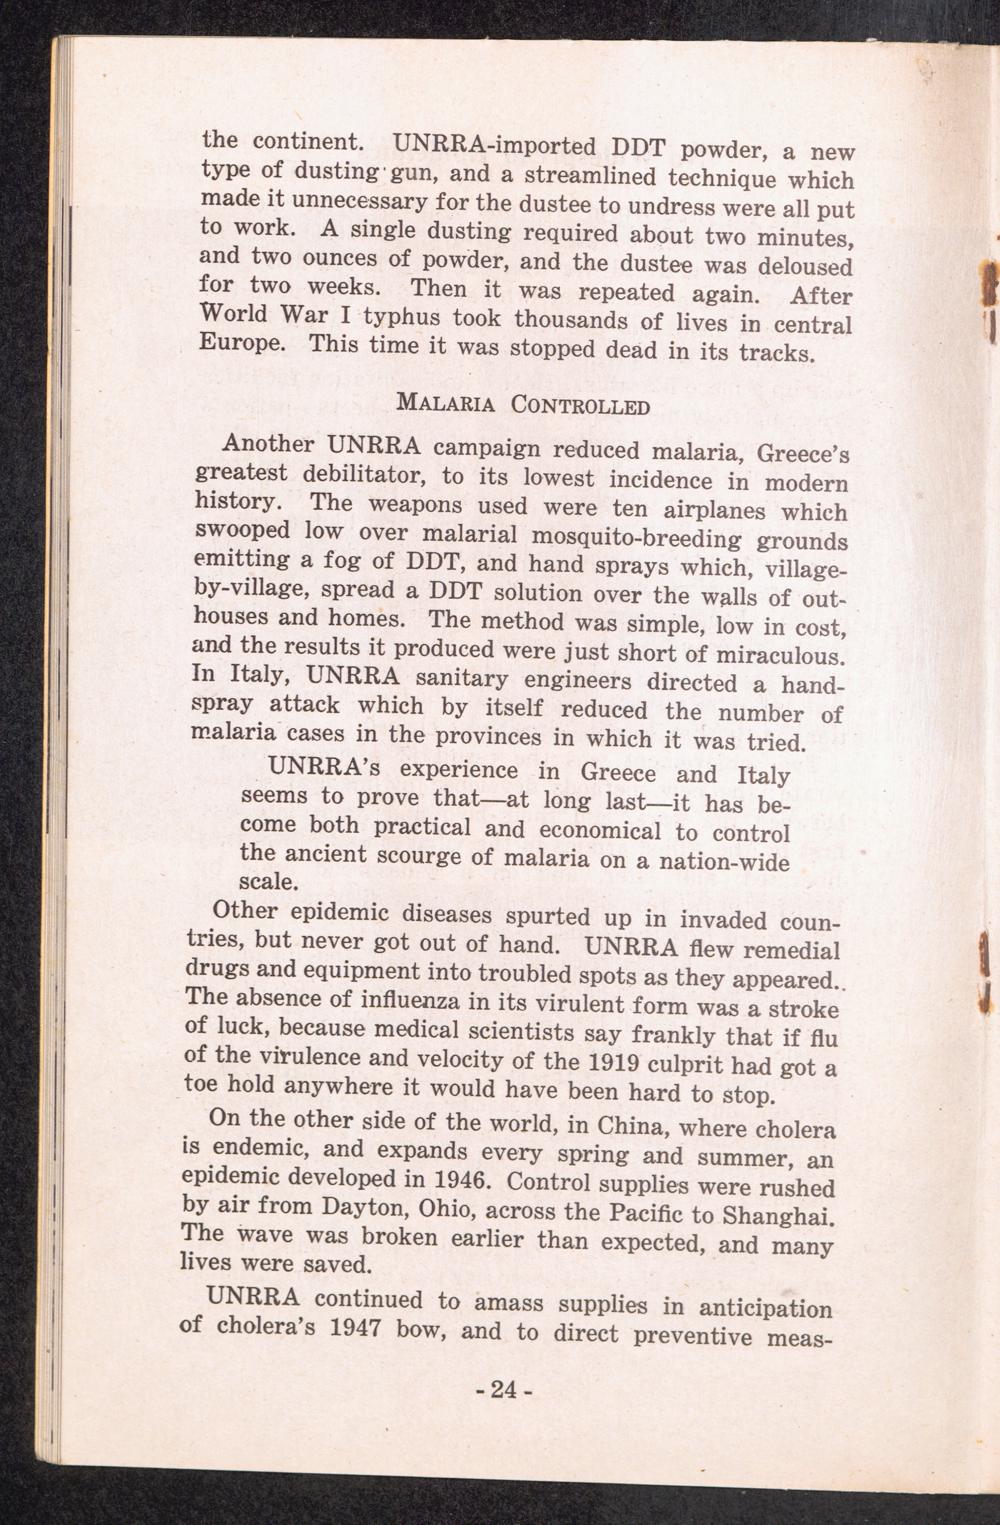 the continent. UNRRA-imported DDT powder, a new
type of dusting gun, and a streamlined technique which
made it unnecessary for the dustee to undress were all put
to work. A single dusting required about two minutes,
and two ounces of powder, and the dustee was deloused
for two weeks. Then it was repeated again. After
World War I typhus took thousands of lives in central
Europe. This time it was stopped dead in its tracks.
MALARIA CONTROLLED
Another UNRRA campaign reduced malaria, Greece's
greatest debilitator, to its lowest incidence in modern
history. The weapons used were ten airplanes which
swooped low over malarial mosquito-breeding grounds
emitting a fog of DDT, and hand sprays which, village-
by-village, spread a DDT solution over the walls of out-
houses and homes. The method was simple, low in cost,
and the results it produced were just short of miraculous.
In Italy, UNRRA sanitary engineers directed a hand-
spray attack which by itself reduced the number of
malaria cases in the provinces in which it was tried.
UNRRA's experience in Greece and Italy
seems to prove that—at long last—it has be-
come both practical and economical to control
the ancient scourge of malaria on a nation-wide
scale.
Other epidemic diseases spurted up in invaded coun-
tries, but never got out of hand. UNRRA flew remedial
drugs and equipment into troubled spots as they appeared..
The absence of influenza in its virulent form was a stroke
of luck, because medical scientists say frankly that if flu
of the virulence and velocity of the 1919 culprit had got a
toe hold anywhere it would have been hard to stop.
On the other side of the world, in China, where cholera
is endemic, and expands every spring and summer, an
epidemic developed in 1946. Control supplies were rushed
by air from Dayton, Ohio, across the Pacific to Shanghai.
The wave was broken earlier than expected, and many
lives were saved.
UNRRA continued to amass supplies in anticipation
of cholera's 1947 bow, and to direct preventive meas-
- 24 -